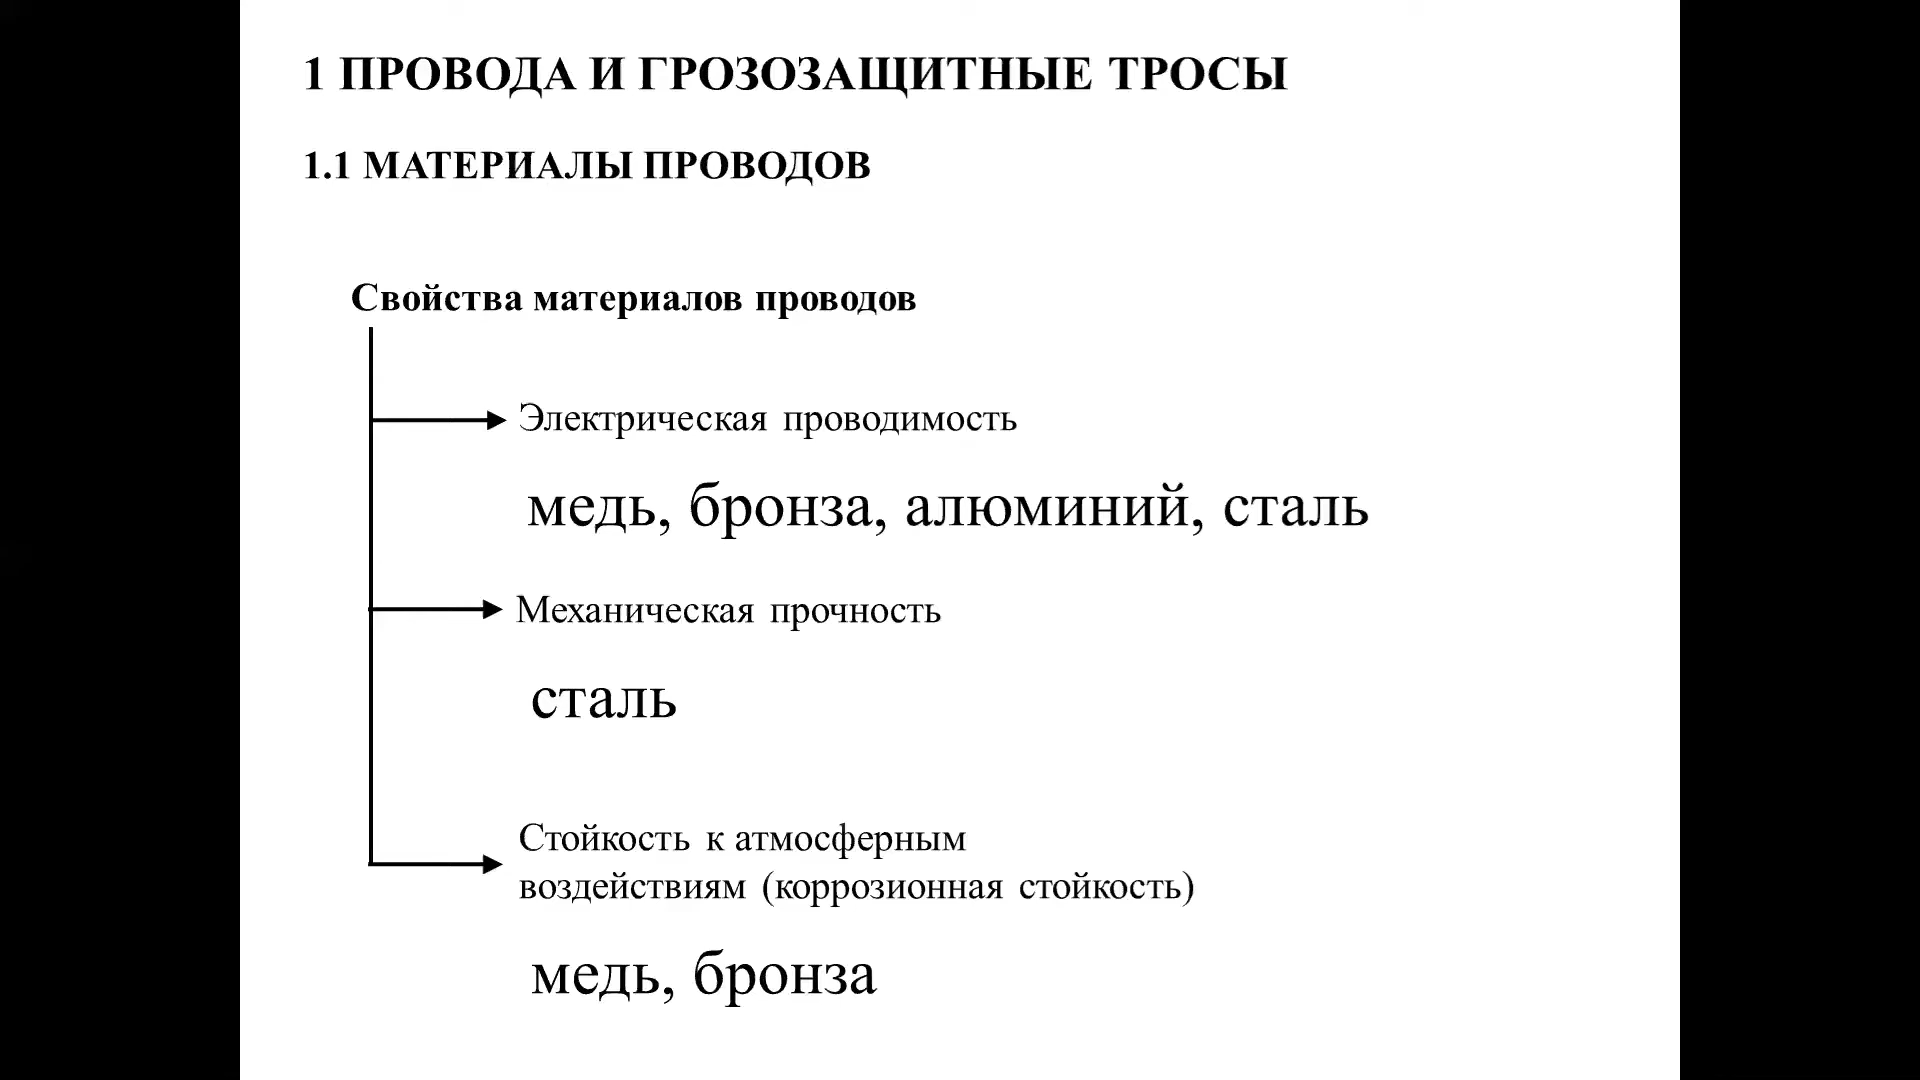 1 ПРОВОДА И ГРОЗОЗАЩИТНЫЕ ТРОСЫ
1.1 МАТЕРИАЛЫ ПРОВОДОВ
Свойства материалов проводов
Электрическая проводимость
медь, бронза, алюминий, сталь
Механическая прочность
сталь
Стойкость к атмосферным
воздействиям (коррозионная стойкость)
медь, бронза